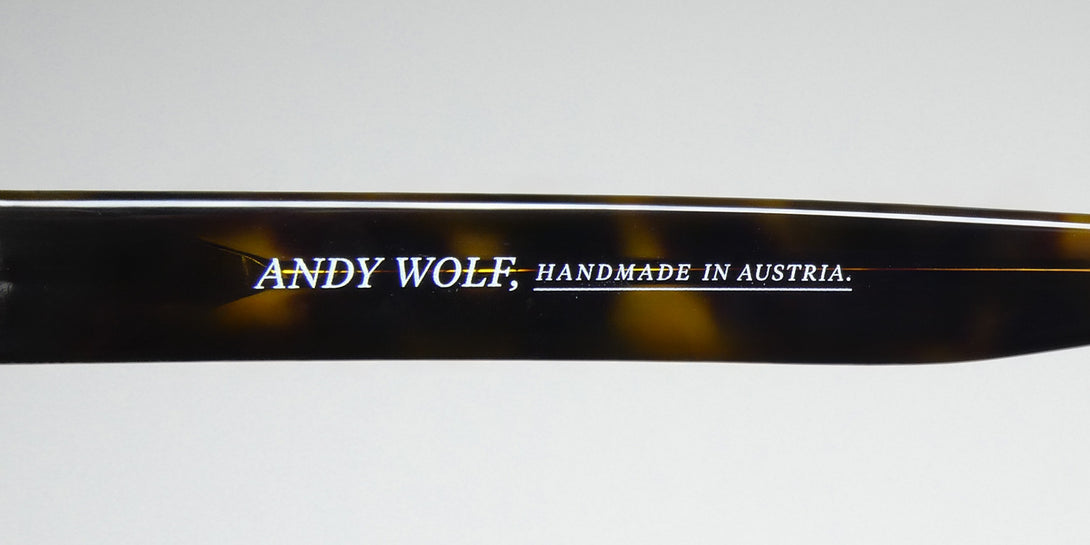 ANDY WOLF, HANDMADE IN AUSTRIA.